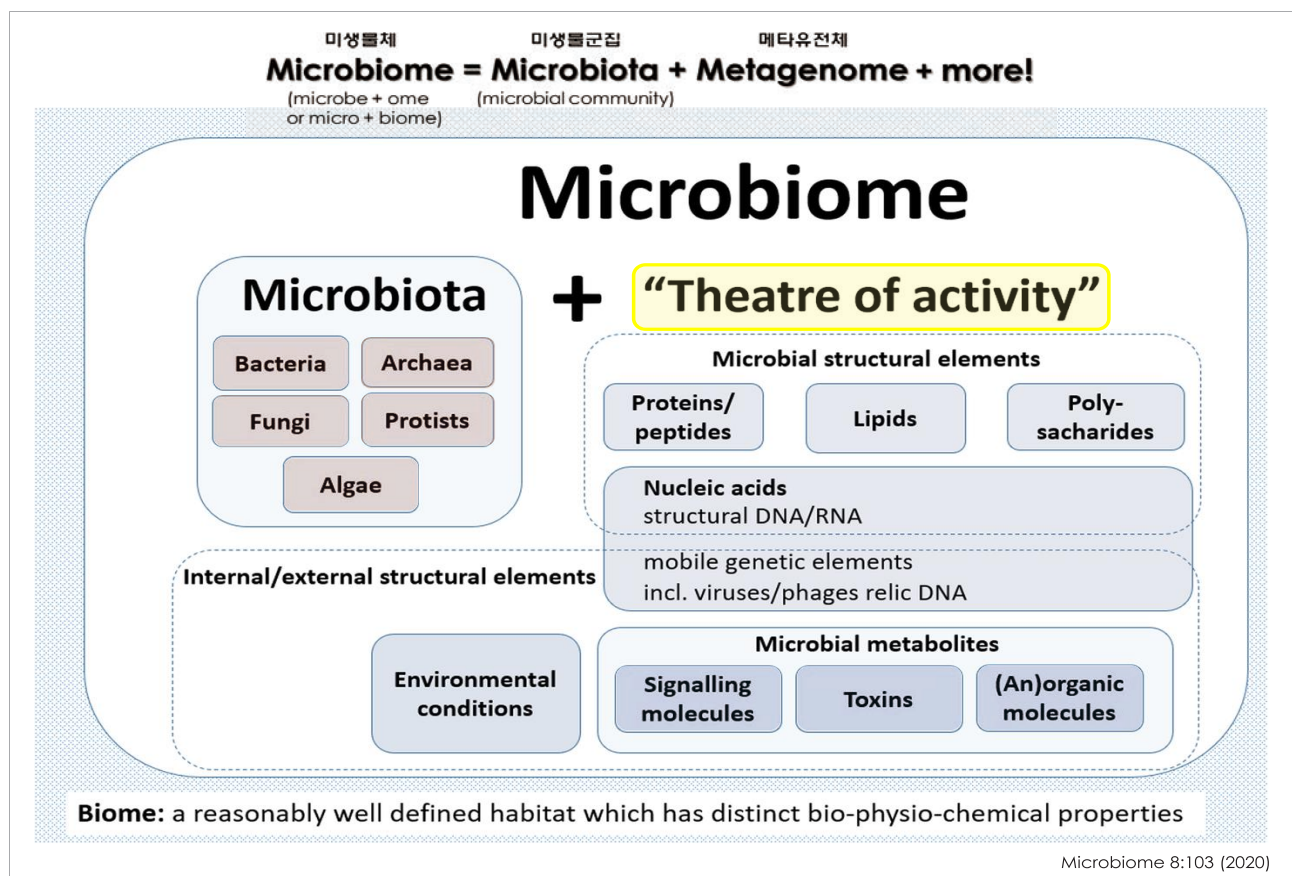 미생물체 미생물군집 메타유전체
Microbiome = Microbiota + Metagenome + more!
(microbe + ome (microbial community)
or micro + biome)
Microbiome
Microbiota + “Theatre of activity”
Bacteria Archaea
Fungi Protists
Algae
Microbial structural elements
Proteins/
peptides
Lipids
Poly-
sacharides
Nucleic acids
structural DNA/RNA
mobile genetic elements
incl. viruses/phages relic DNA
Internal/external structural elements
Environmental
conditions
Microbial metabolites
Signalling
molecules
Toxins
(An)organic
molecules
Biome: a reasonably well defined habitat which has distinct bio-physio-chemical properties
Microbiome 8:103 (2020)